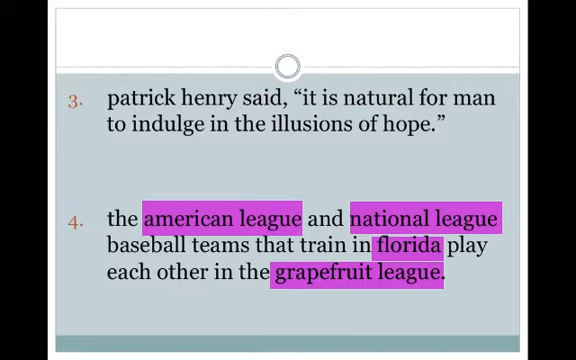 3. patrick henry said, “it is natural for man
to indulge in the illusions of hope.”
4. the american league and national league
baseball teams that train in florida play
each other in the grapefruit league.